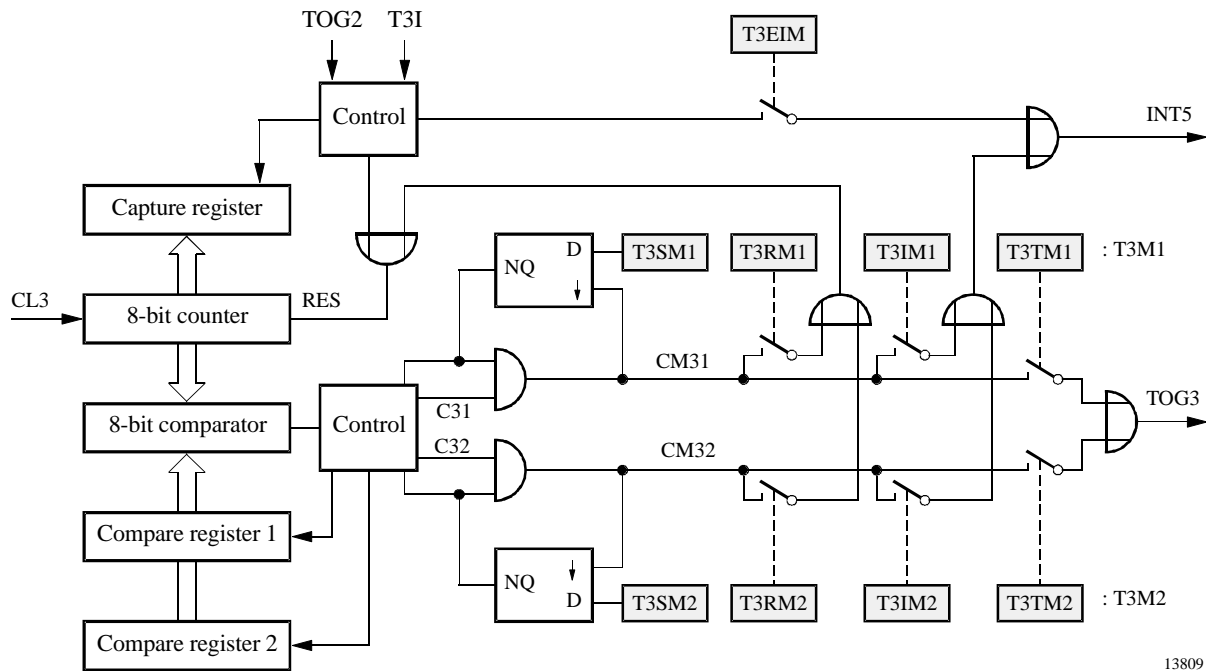 TOG2 T3I
T3EIM
Control
INT5
Capture register
D
NQ
T3SM1
T3RM1
T3IM1
T3TM1
: T3M1
CL3
8-bit counter
RES
CM31
C31
TOG3
8-bit comparator
Control
C32
CM32
Compare register 1
NQ
D
T3SM2
T3RM2
T3IM2
T3TM2
: T3M2
Compare register 2
13809